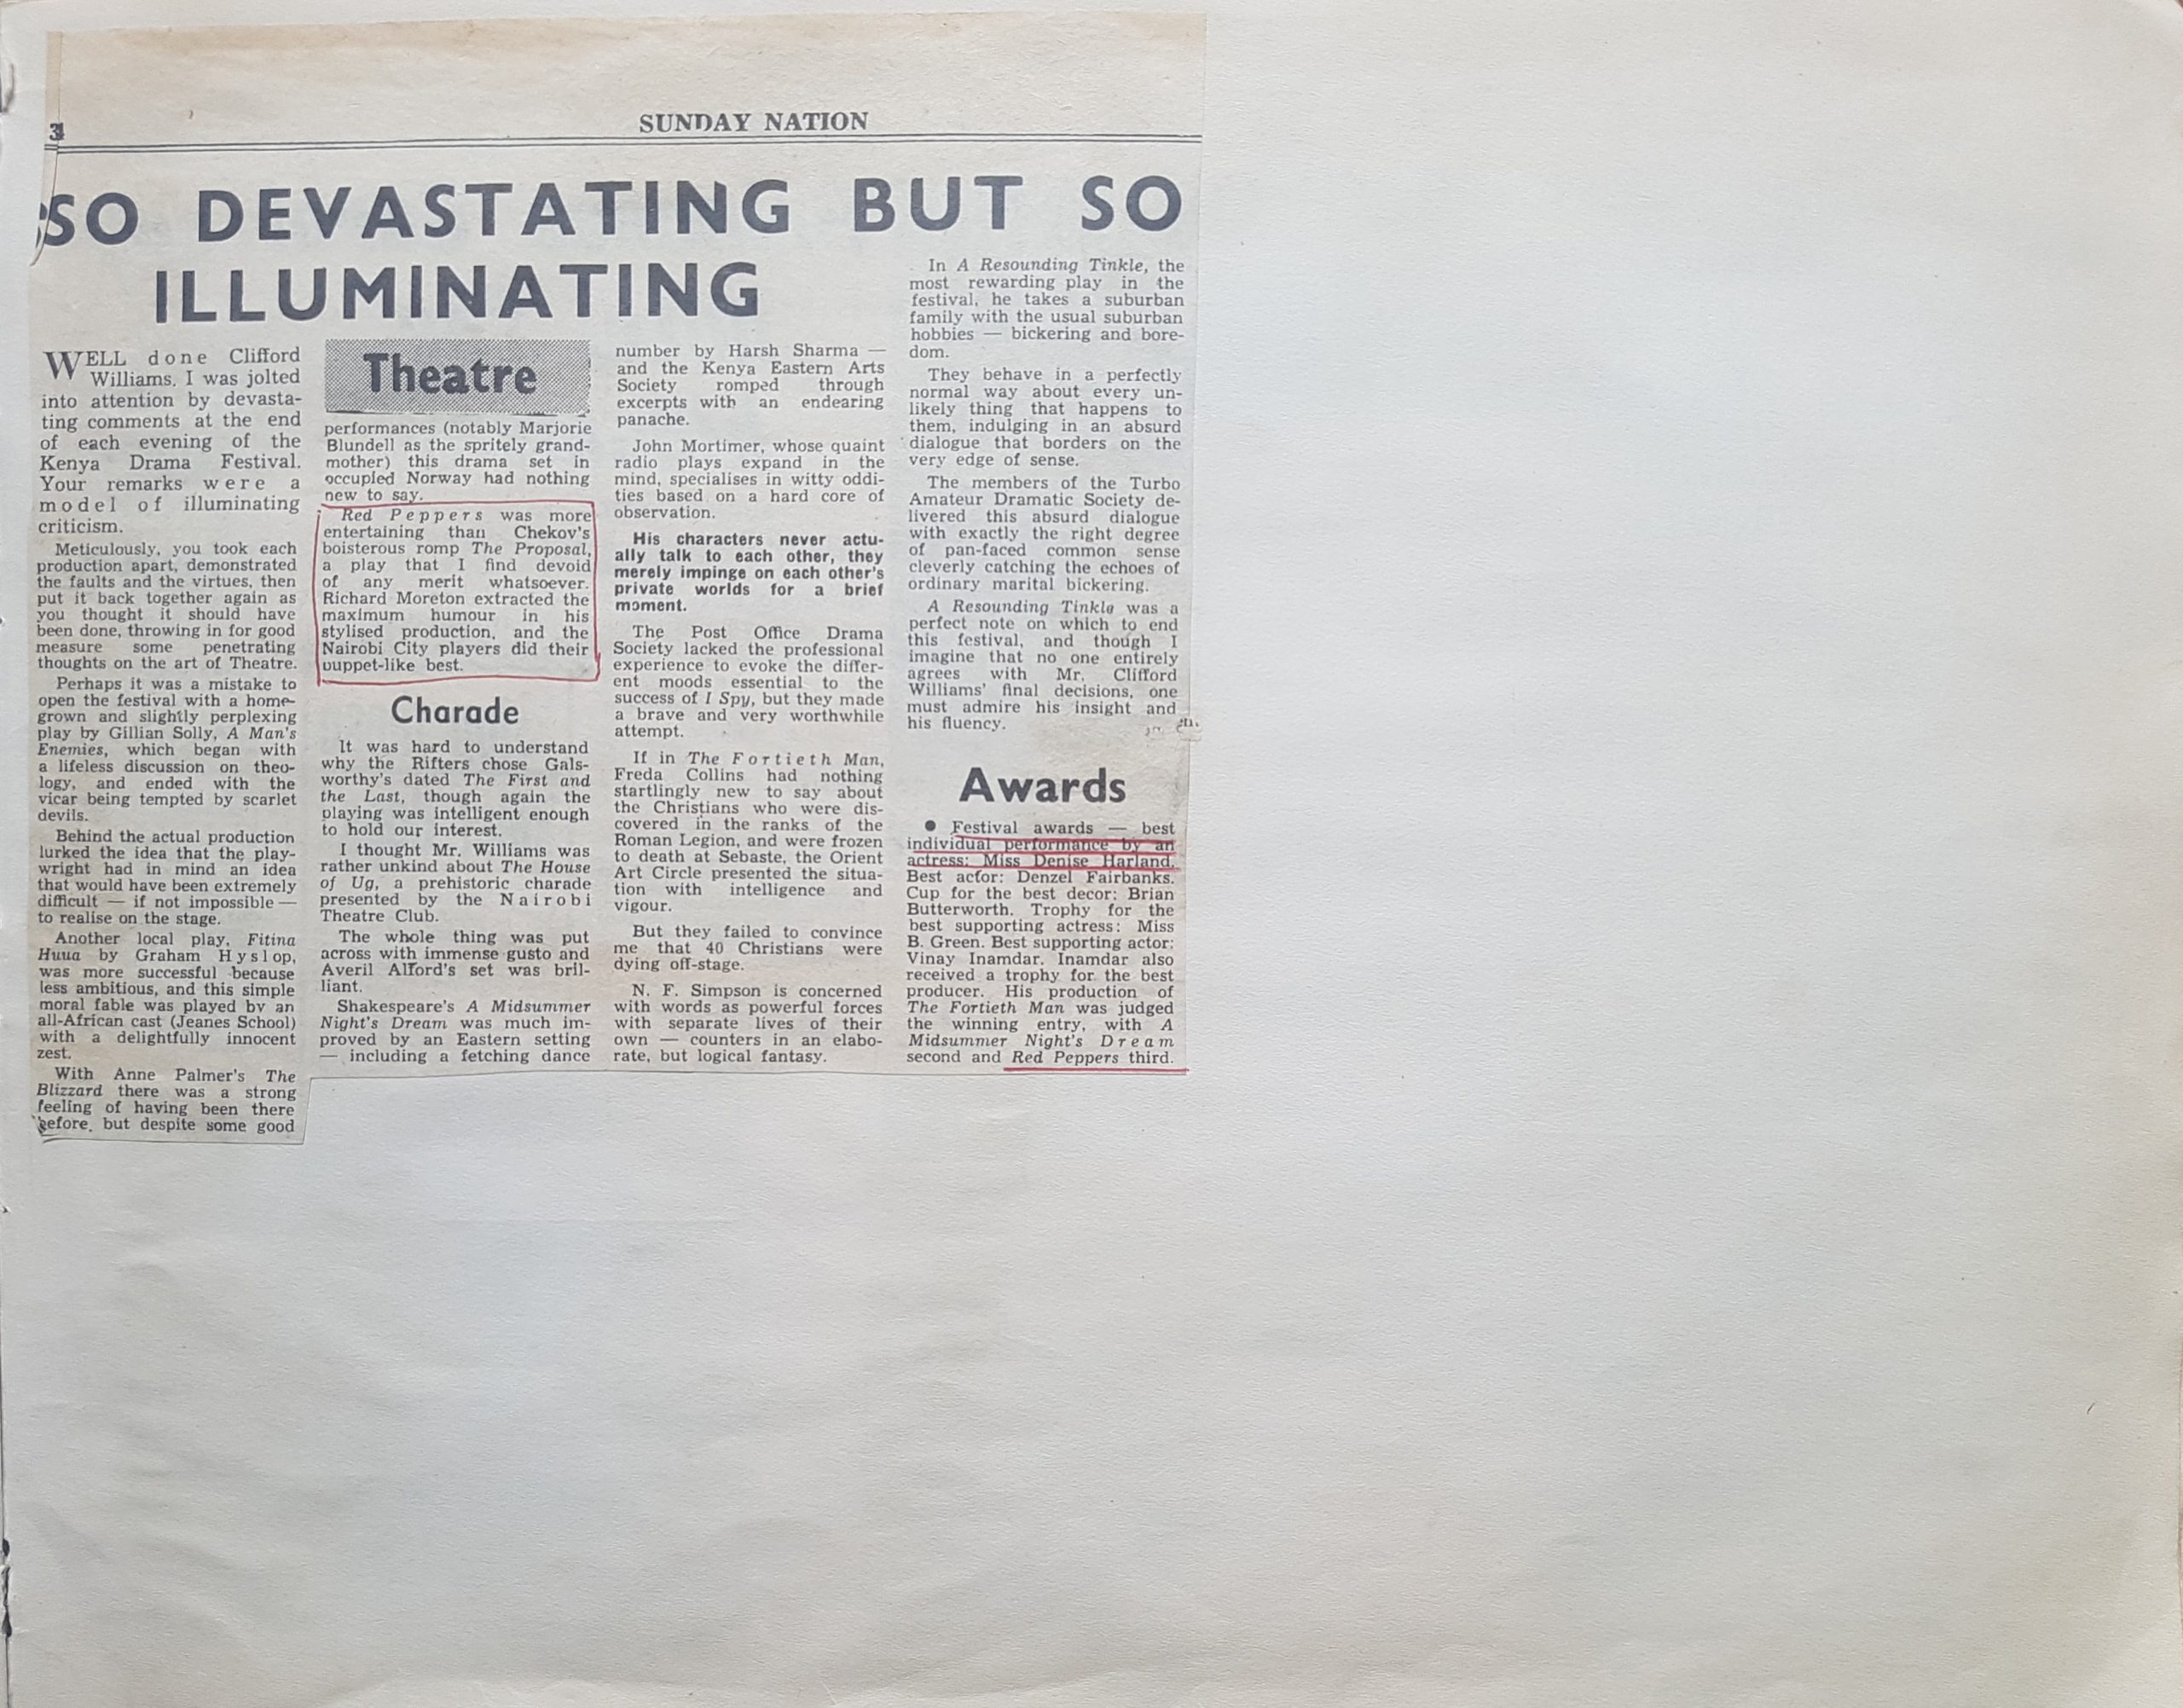 34
SUNDAY NATION
SO DEVASTATING BUT SO
ILLUMINATING
WELL done Clifford
Williams. I was jolted
into attention by devasta-
ting comments at the end
of each evening of the
Kenya Drama Festival.
Your remarks were a
model of illuminating
criticism.
Meticulously, you took each
production apart, demonstrated
the faults and the virtues, then
put it back together again as
you thought it should have
been done, throwing in for good
measure some penetrating
thoughts on the art of Theatre.
Perhaps it was a mistake to
open the festival with a home-
grown and slightly perplexing
play by Gillian Solly, A Man's
Enemies, which began with
a lifeless discussion on theo-
logy, and ended with the
vicar being tempted by scarlet
devils.
Behind the actual production
lurked the idea that the play-
wright had in mind an idea
that would have been extremely
difficult — if not impossible —
to realise on the stage.
Another local play, Fitina
Huua by Graham Hyslop,
was more successful because
less ambitious, and this simple
moral fable was played by an
all-African cast (Jeanes School)
with a delightfully innocent
zest.
With Anne Palmer's The
Blizzard there was a strong
feeling of having been there
before, but despite some good
Theatre
performances (notably Marjorie
Blundell as the spritely grand-
mother) this drama set in
occupied Norway had nothing
new to say.
Red Peppers was more
entertaining than Chekov's
boisterous romp The Proposal,
a play that I find devoid
of any merit whatsoever.
Richard Moreton extracted the
maximum humour in his
stylised production, and the
Nairobi City players did their
puppet-like best.
Charade
It was hard to understand
why the Rifters chose Gals-
worthy's dated The First and
the Last, though again the
playing was intelligent enough
to hold our interest.
I thought Mr. Williams was
rather unkind about The House
of Ug, a prehistoric charade
presented by the Nairobi
Theatre Club.
The whole thing was put
across with immense gusto and
Averil Alford's set was bril-
liant.
Shakespeare's A Midsummer
Night's Dream was much im-
proved by an Eastern setting
— including a fetching dance
number by Harsh Sharma —
and the Kenya Eastern Arts
Society romped through
excerpts with an endearing
panache.
John Mortimer, whose quaint
radio plays expand in the
mind, specialises in witty oddi-
ties based on a hard core of
observation.
His characters never actu-
ally talk to each other, they
merely impinge on each other's
private worlds for a brief
moment.
The Post Office Drama
Society lacked the professional
experience to evoke the differ-
ent moods essential to the
success of I Spy, but they made
a brave and very worthwhile
attempt.
If in The Fortieth Man,
Freda Collins had nothing
startlingly new to say about
the Christians who were dis-
covered in the ranks of the
Roman Legion, and were frozen
to death at Sebaste, the Orient
Art Circle presented the situa-
tion with intelligence and
vigour.
But they failed to convince
me that 40 Christians were
dying off-stage.
N. F. Simpson is concerned
with words as powerful forces
with separate lives of their
own — counters in an elabo-
rate, but logical fantasy.
In A Resounding Tinkle, the
most rewarding play in the
festival, he takes a suburban
family with the usual suburban
hobbies — bickering and bore-
dom.
They behave in a perfectly
normal way about every un-
likely thing that happens to
them, indulging in an absurd
dialogue that borders on the
very edge of sense.
The members of the Turbo
Amateur Dramatic Society de-
livered this absurd dialogue
with exactly the right degree
of pan-faced common sense
cleverly catching the echoes of
ordinary marital bickering.
A Resounding Tinkle was a
perfect note on which to end
this festival, and though I
imagine that no one entirely
agrees with Mr. Clifford
Williams' final decisions, one
must admire his insight and
his fluency.
Awards
● Festival awards — best
individual performance by an
actress: Miss Denise Harland.
Best actor: Denzel Fairbanks.
Cup for the best decor: Brian
Butterworth. Trophy for the
best supporting actress: Miss
B. Green. Best supporting actor:
Vinay Inamdar. Inamdar also
received a trophy for the best
producer. His production of
The Fortieth Man was judged
the winning entry, with A
Midsummer Night's Dream
second and Red Peppers third.